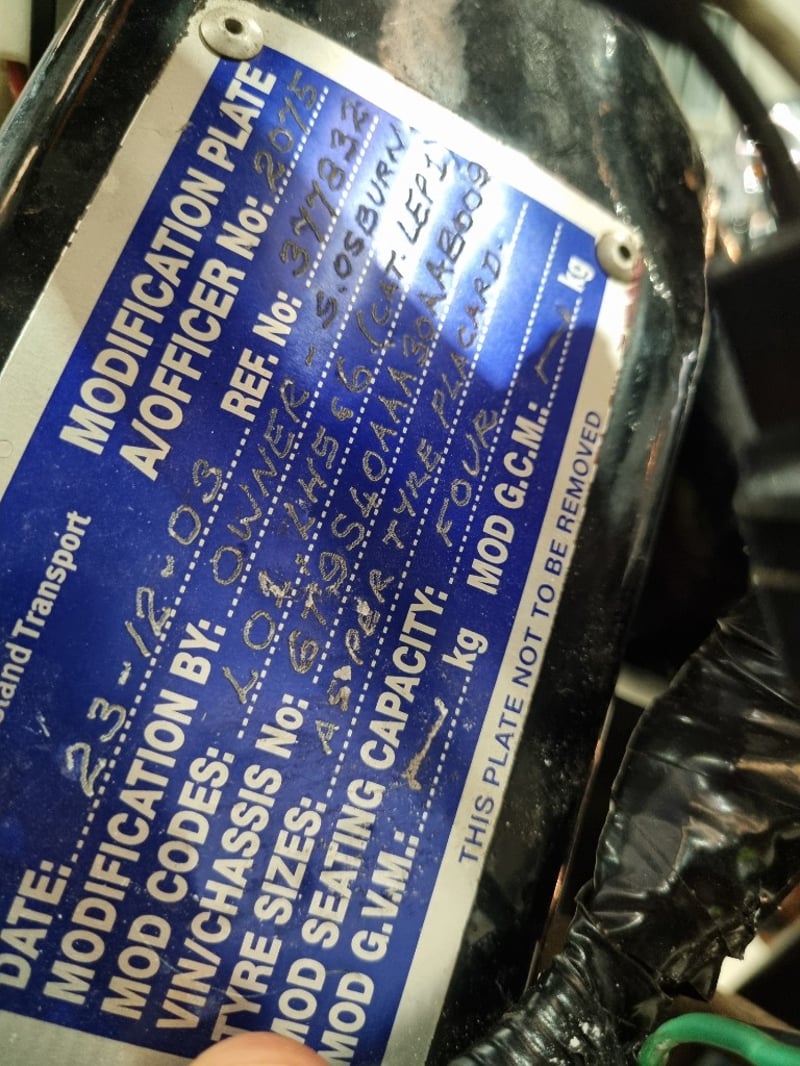 MODIFICATION PLATE
A/OFFICER No: 2075
land Transport
REF. No: 377832
DATE: 23-12-03
MODIFICATION BY: OWNER - S.OSBURN
MOD CODES: (CAT. LEP1)
VIN/CHASSIS No: 6T9S40AAA30AAB009
TYRE SIZES: AS PER TYRE PLACARD.
MOD SEATING CAPACITY: FOUR
MOD G.V.M.: — kg MOD G.C.M.: — kg
THIS PLATE NOT TO BE REMOVED